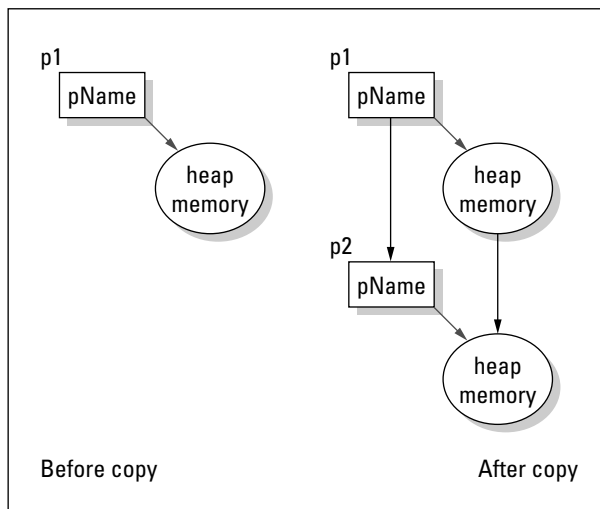 p1
pName
heap
memory
Before copy
p1
pName
heap
memory
p2
pName
heap
memory
After copy